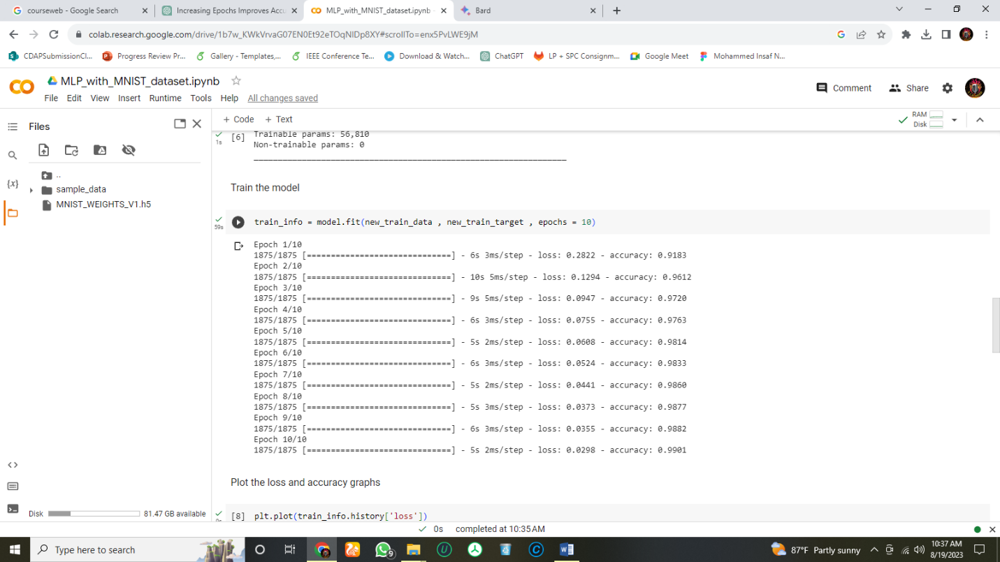 courseweb - Google Search
Increasing Epochs Improves Accu
MLP_with_MNIST_dataset.ipynb -
Bard
colab.research.google.com/drive/1b7w_KWkVrvaG07EN0Et92eTOqNIDp8XY#scrollTo=enx5PvLWE9jM
CDAPSubmissionCl...
Progress Review Pr...
Gallery - Templates,...
IEEE Conference Te...
Download & Watch...
ChatGPT
LP + SPC Consignm...
Google Meet
Mohammed Insaf N...
MLP_with_MNIST_dataset.ipynb
File Edit View Insert Runtime Tools Help All changes saved
Comment
Share
Files
+ Code + Text
RAM
Disk
..
sample_data
MNIST_WEIGHTS_V1.h5
1s
[6]
Trainable params: 56,810
Non-trainable params: 0
Train the model
59s
train_info = model.fit(new_train_data , new_train_target , epochs = 10)
Epoch 1/10
1875/1875 [==============================] - 6s 3ms/step - loss: 0.2822 - accuracy: 0.9183
Epoch 2/10
1875/1875 [==============================] - 10s 5ms/step - loss: 0.1294 - accuracy: 0.9612
Epoch 3/10
1875/1875 [==============================] - 9s 5ms/step - loss: 0.0947 - accuracy: 0.9720
Epoch 4/10
1875/1875 [==============================] - 6s 3ms/step - loss: 0.0755 - accuracy: 0.9763
Epoch 5/10
1875/1875 [==============================] - 5s 2ms/step - loss: 0.0608 - accuracy: 0.9814
Epoch 6/10
1875/1875 [==============================] - 6s 3ms/step - loss: 0.0524 - accuracy: 0.9833
Epoch 7/10
1875/1875 [==============================] - 5s 2ms/step - loss: 0.0441 - accuracy: 0.9860
Epoch 8/10
1875/1875 [==============================] - 5s 3ms/step - loss: 0.0373 - accuracy: 0.9877
Epoch 9/10
1875/1875 [==============================] - 6s 3ms/step - loss: 0.0355 - accuracy: 0.9882
Epoch 10/10
1875/1875 [==============================] - 5s 2ms/step - loss: 0.0298 - accuracy: 0.9901
Plot the loss and accuracy graphs
0s
[8] plt.plot(train_info.history['loss'])
Disk
81.47 GB available
0s completed at 10:35 AM
Type here to search
9
87°F Partly sunny
10:37 AM
8/19/2023